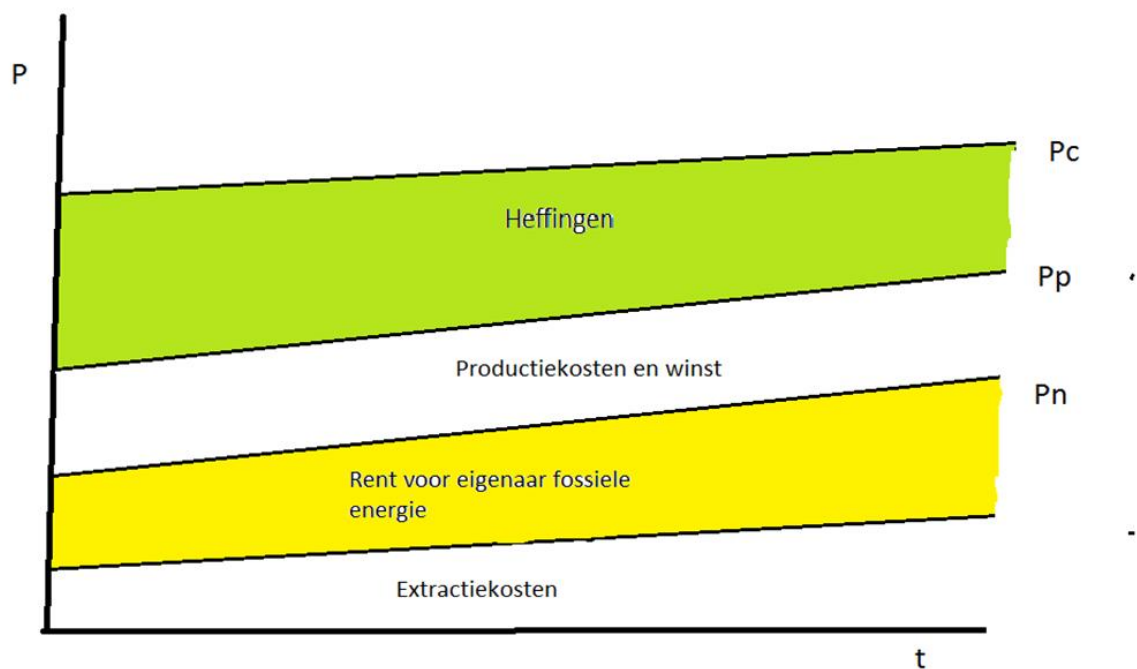 P
Pc
Heffingen
Pp
Productiekosten en winst
Pn
Rent voor eigenaar fossiele
energie
Extractiekosten
t